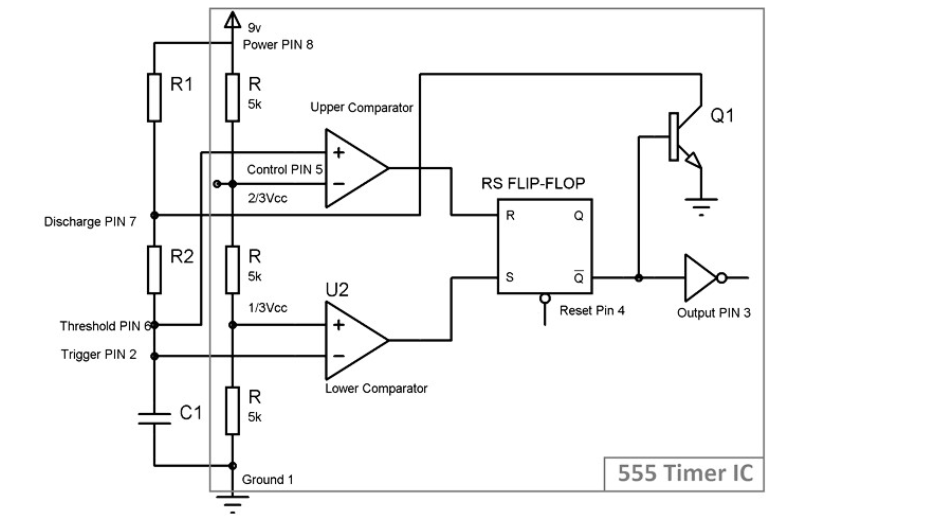 9v
Power PIN 8
R1
R
5k
Upper Comparator
Q1
+
Control PIN 5
−
2/3Vcc
RS FLIP-FLOP
Discharge PIN 7
R
Q
R2
R
5k
S
Q̅
U2
1/3Vcc
Reset Pin 4
Output PIN 3
Threshold PIN 6
+
Trigger PIN 2
−
Lower Comparator
R
5k
C1
Ground 1
555 Timer IC